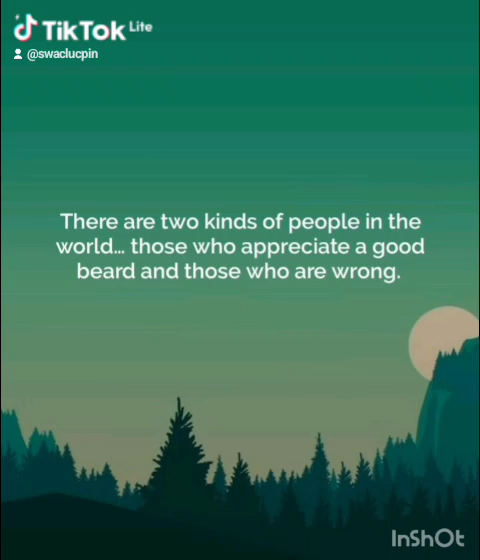 TikTok Lite
@swaclucpin
There are two kinds of people in the
world... those who appreciate a good
beard and those who are wrong.
InShOt